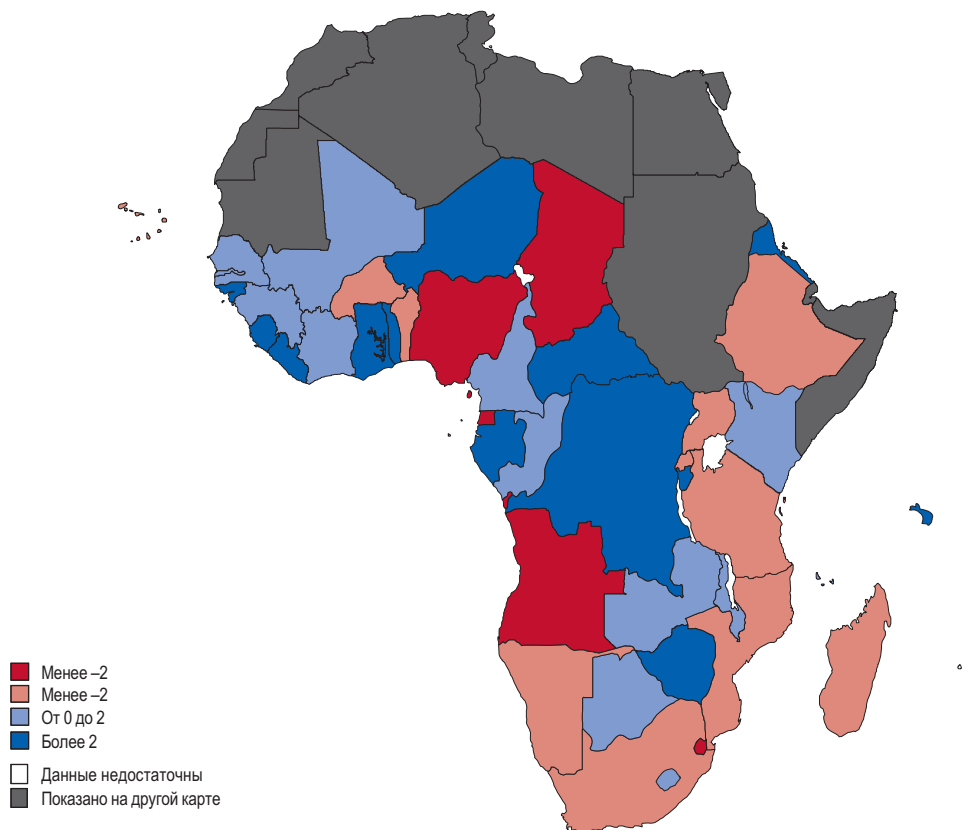 Менее –2
Менее –2
От 0 до 2
Более 2
Данные недостаточны
Показано на другой карте